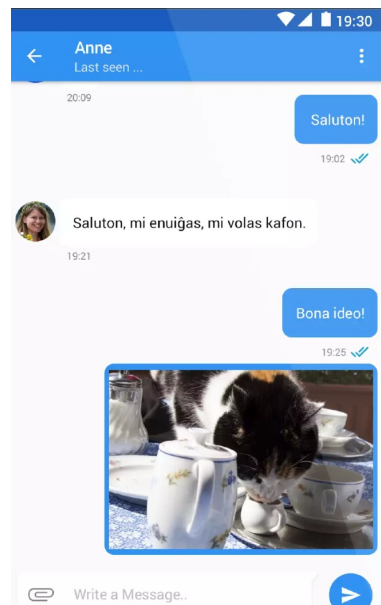 19:30
Anne
Last seen ...
20:09
Saluton!
19:02
Saluton, mi enuiĝas, mi volas kafon.
19:21
Bona ideo!
19:25
Write a Message..